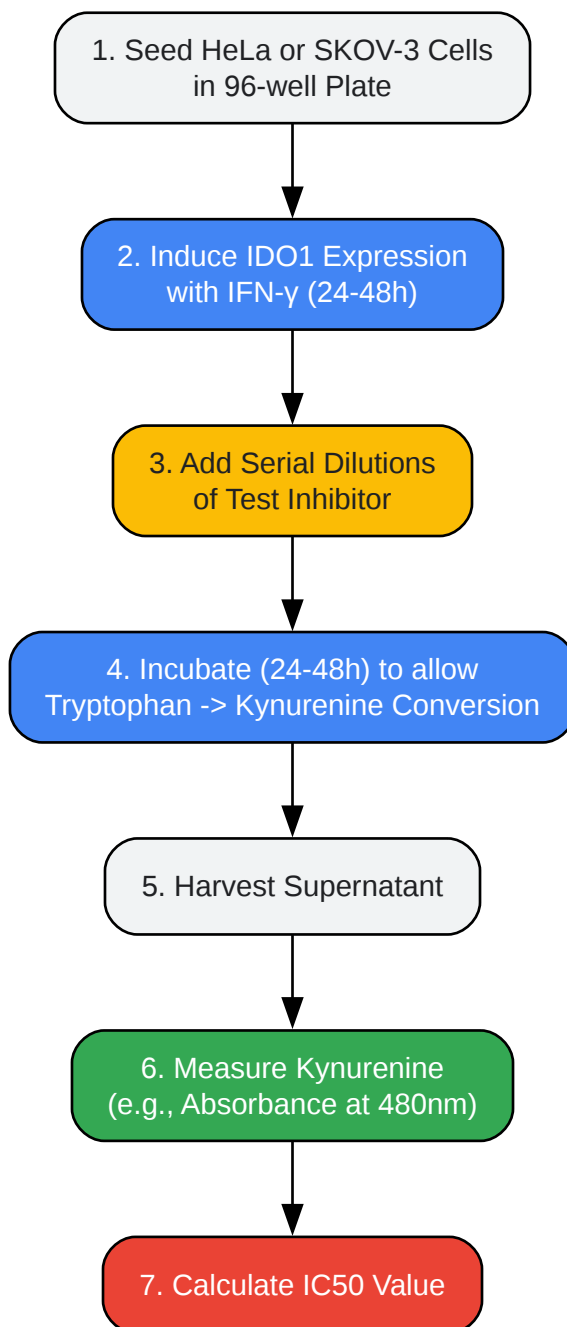 1. Seed HeLa or SKOV-3 Cells
in 96-well Plate
2. Induce IDO1 Expression
with IFN-γ (24-48h)
3. Add Serial Dilutions
of Test Inhibitor
4. Incubate (24-48h) to allow
Tryptophan -> Kynurenine Conversion
5. Harvest Supernatant
6. Measure Kynurenine
(e.g., Absorbance at 480nm)
7. Calculate IC50 Value